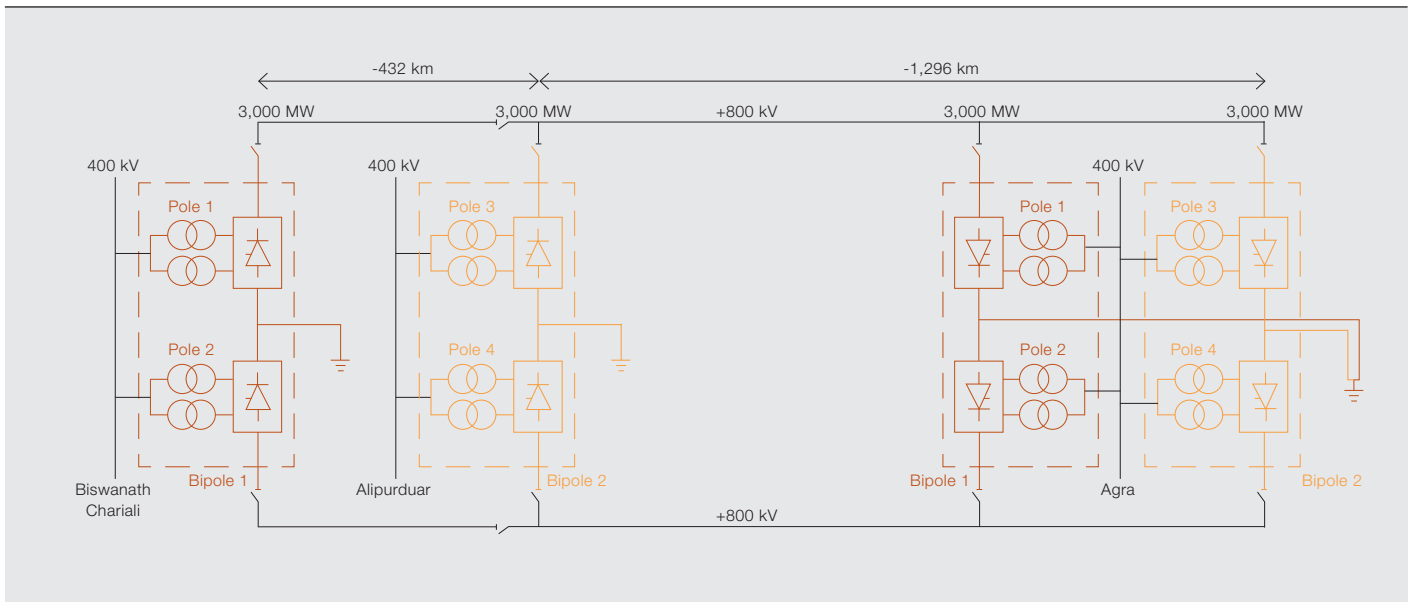 -432 km
-1,296 km
3,000 MW
3,000 MW
+800 kV
3,000 MW
3,000 MW
400 kV
400 kV
400 kV
Pole 1
Pole 3
Pole 1
Pole 3
Pole 2
Pole 4
Pole 2
Pole 4
Bipole 1
Bipole 2
Bipole 1
Bipole 2
Biswanath
Chariali
Alipurduar
Agra
+800 kV